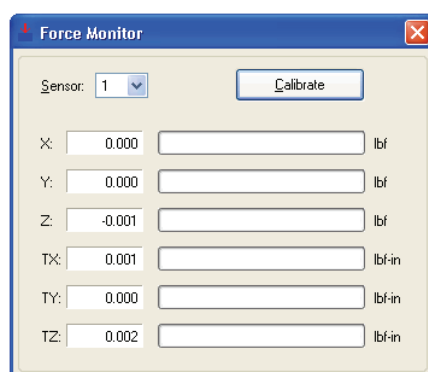 Force Monitor
Sensor: 1 Calibrate
X: 0.000 lbf
Y: 0.000 lbf
Z: -0.001 lbf
TX: 0.001 lbf-in
TY: 0.000 lbf-in
TZ: 0.002 lbf-in